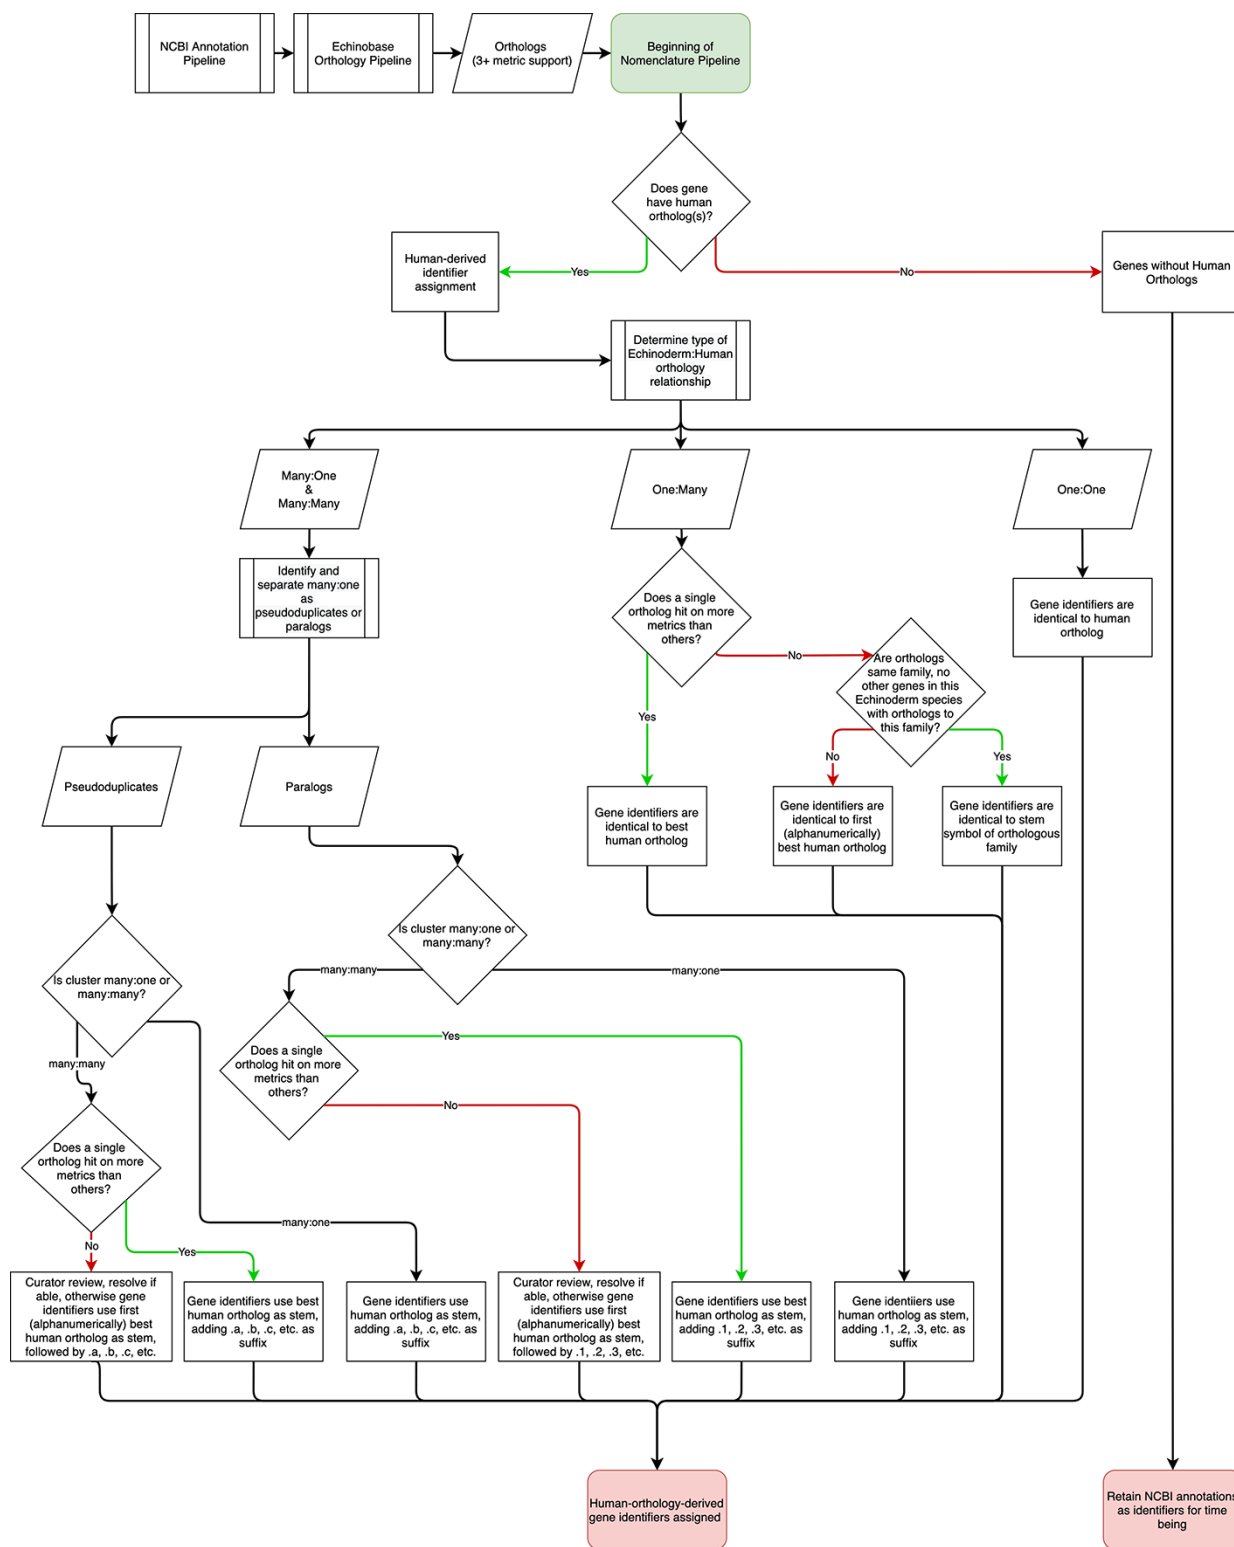 NCBI Annotation
Pipeline
Echinobase
Orthology Pipeline
Orthologs
(3+ metric support)
Beginning of
Nomenclature Pipeline
Does gene
have human
ortholog(s)?
Yes
No
Human-derived
identifier
assignment
Genes without Human
Orthologs
Determine type of
Echinoderm:Human
orthology
relationship
Many:One
&
Many:Many
One:Many
One:One
Identify and
separate many:one
as
pseudoduplicates or
paralogs
Does a single
ortholog hit on more
metrics than
others?
Gene identifiers are
identical to human
ortholog
No
Are orthologs
same family, no
other genes in this
Echinoderm species
with orthologs to
this family?
Yes
No
Yes
Pseudoduplicates
Paralogs
Gene identifiers are
identical to best
human ortholog
Gene identifiers are
identical to first
(alphanumerically)
best human ortholog
Gene identifiers are
identical to stem
symbol of orthologous
family
Is cluster many:one or
many:many?
Is cluster many:one or
many:many?
many:many
many:one
many:many
Does a single
ortholog hit on more
metrics than
others?
Yes
No
Does a single
ortholog hit on more
metrics than
others?
many:one
No
Yes
Curator review, resolve if
able, otherwise gene
identifiers use first
(alphanumerically) best
human ortholog as stem,
followed by .a, .b, .c, etc.
Gene identifiers use best
human ortholog as stem,
adding .a, .b, .c, etc. as
suffix
Gene identifiers use
human ortholog as stem,
adding .a, .b, .c, etc. as
suffix
Curator review, resolve if
able, otherwise gene
identifiers use first
(alphanumerically) best
human ortholog as stem,
followed by .1, .2, .3, etc.
Gene identifiers use best
human ortholog as stem,
adding .1, .2, .3, etc. as
suffix
Gene identiiers use
human ortholog as stem,
adding .1, .2, .3, etc. as
suffix
Human-orthology-derived
gene identifiers assigned
Retain NCBI annotations
as identifiers for time
being